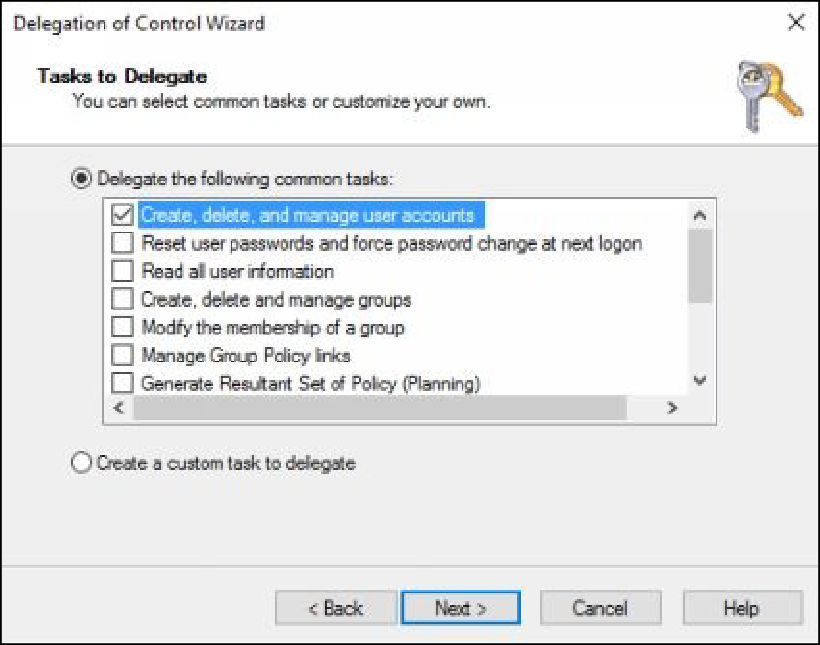 Delegation of Control Wizard
Tasks to Delegate
You can select common tasks or customize your own.
Delegate the following common tasks:
Create, delete, and manage user accounts
Reset user passwords and force password change at next logon
Read all user information
Create, delete and manage groups
Modify the membership of a group
Manage Group Policy links
Generate Resultant Set of Policy (Planning)
Create a custom task to delegate
< Back
Next >
Cancel
Help